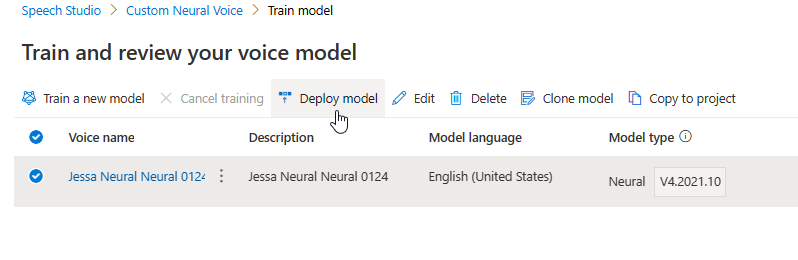 Speech Studio > Custom Neural Voice > Train model
Train and review your voice model
Train a new model Cancel training Deploy model Edit Delete Clone model Copy to project
Voice name Description Model language Model type
Jessa Neural Neural 0124 Jessa Neural Neural 0124 English (United States) Neural V4.2021.10